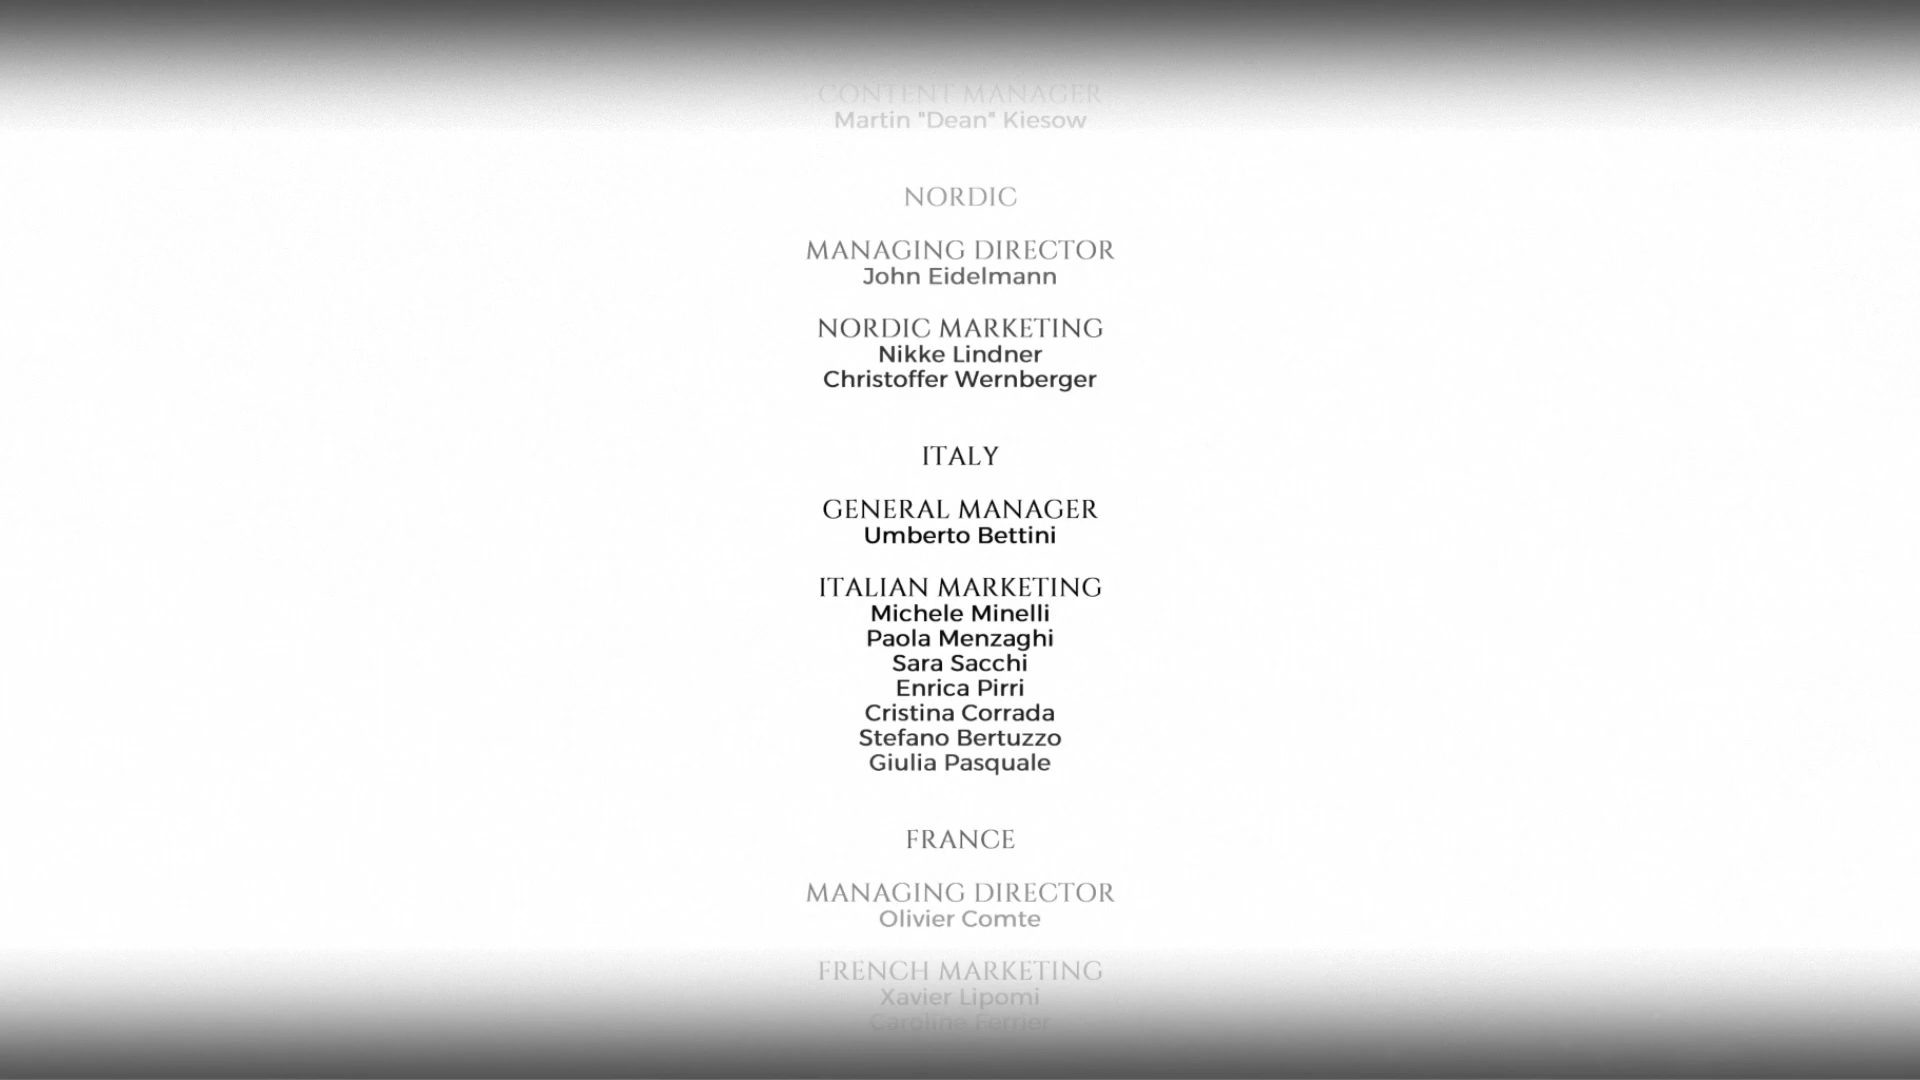 CONTENT MANAGER
Martin "Dean" Kiesow
NORDIC
MANAGING DIRECTOR
John Eidelmann
NORDIC MARKETING
Nikke Lindner
Christoffer Wernberger
ITALY
GENERAL MANAGER
Umberto Bettini
ITALIAN MARKETING
Michele Minelli
Paola Menzaghi
Sara Sacchi
Enrica Pirri
Cristina Corrada
Stefano Bertuzzo
Giulia Pasquale
FRANCE
MANAGING DIRECTOR
Olivier Comte
FRENCH MARKETING
Xavier Lipomi
Caroline Ferrier